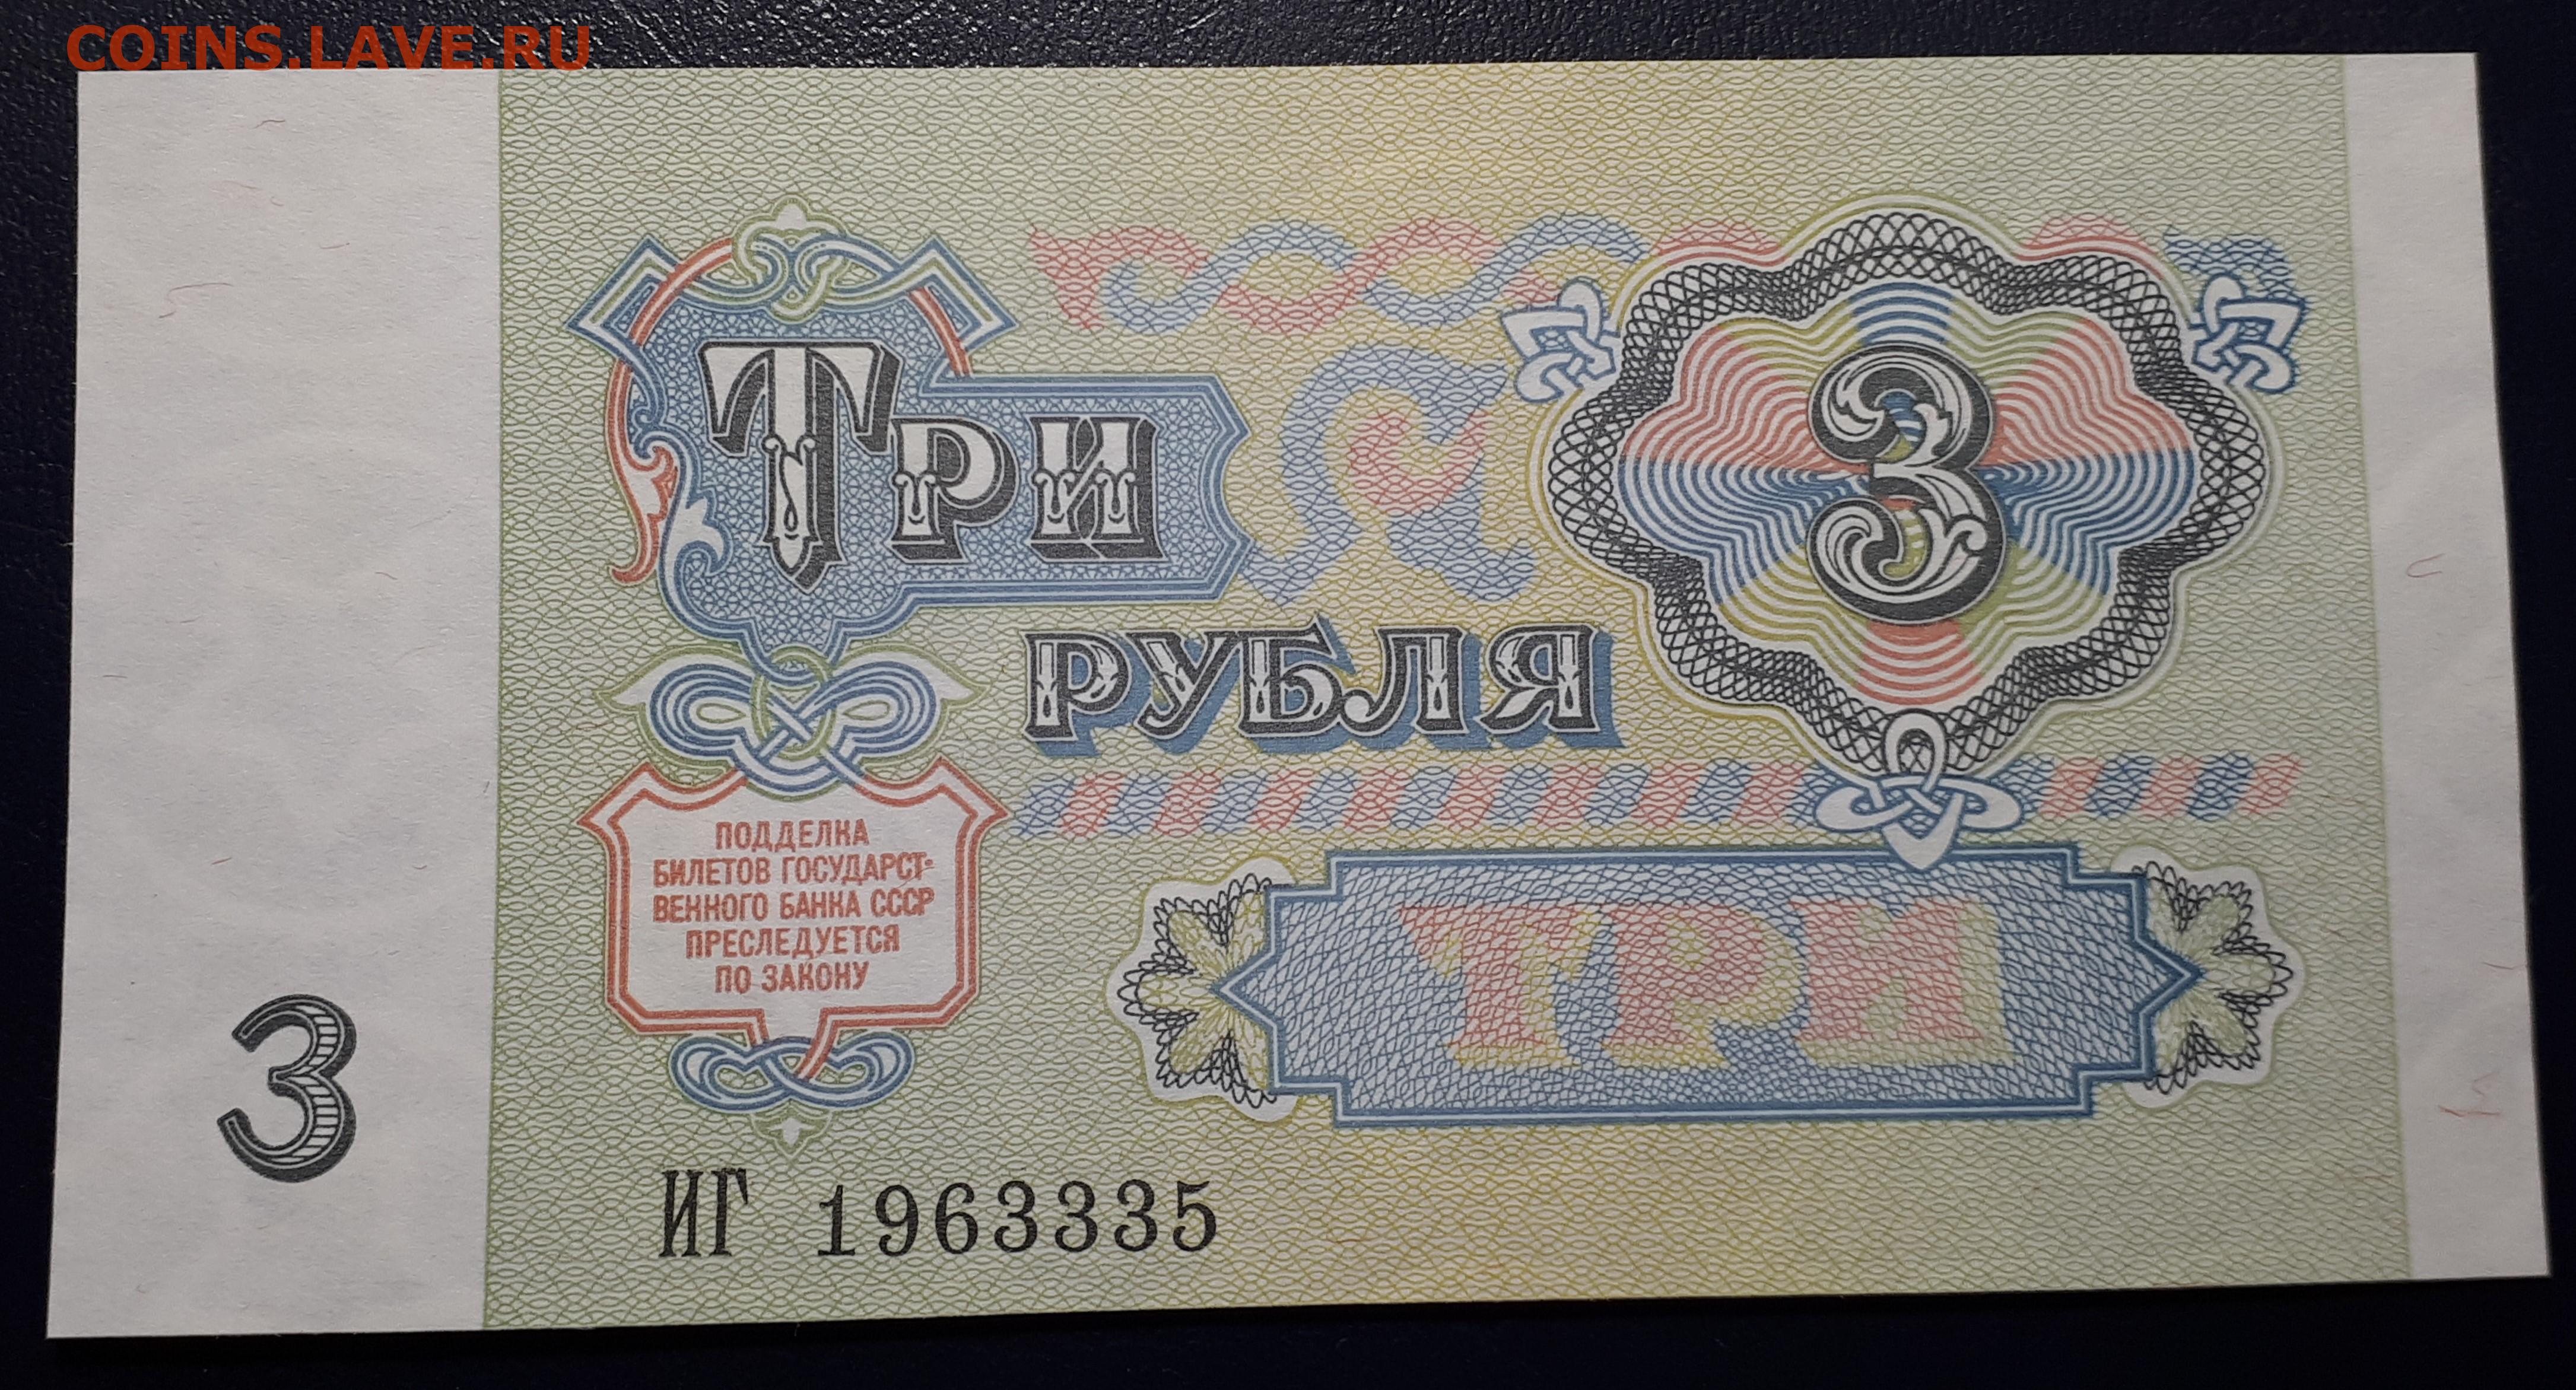 COINS.LAVE.RU
Три
3
РУБЛЯ
ПОДДЕЛКА
БИЛЕТОВ ГОСУДАРСТ-
ВЕННОГО БАНКА СССР
ПРЕСЛЕДУЕТСЯ
ПО ЗАКОНУ
ТРИ
3
ИГ 1963335